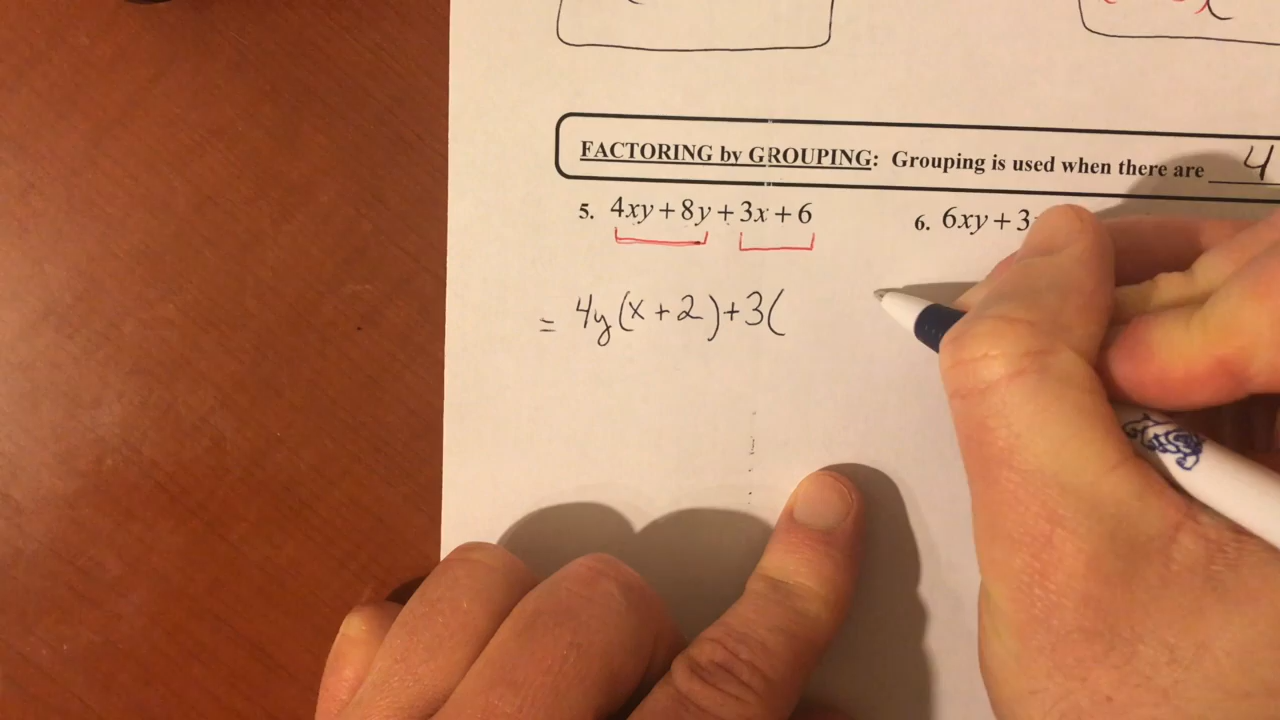 FACTORING by GROUPING: Grouping is used when there are 4
5. 4xy+8y+3x+6
6. 6xy+3
= 4y(x+2)+3(